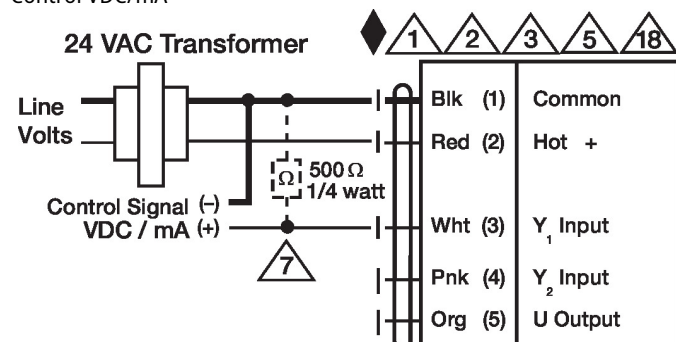 Control VDC/mA
24 VAC Transformer
1 2 3 5 18
Line
Volts
Blk (1) Common
Red (2) Hot +
Ω 500 Ω
1/4 watt
Control Signal (-)
VDC / mA (+)
Wht (3) Y1 Input
7
Pnk (4) Y2 Input
Org (5) U Output